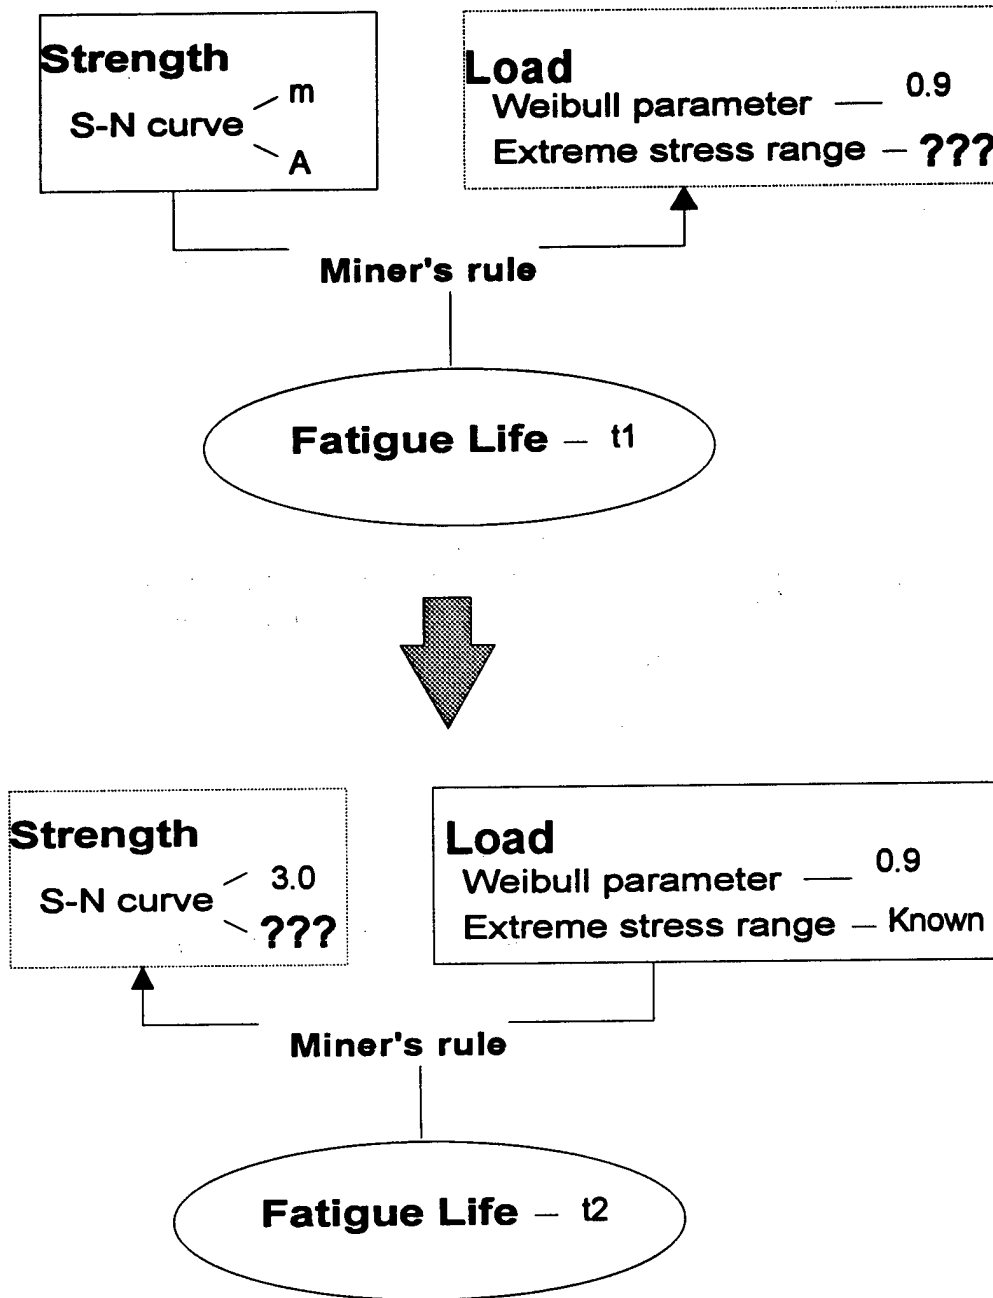 Strength
S-N curve
m
A
Load
Weibull parameter — 0.9
Extreme stress range – ???
Miner's rule
Fatigue Life – t1
Strength
S-N curve
3.0
???
Load
Weibull parameter — 0.9
Extreme stress range – Known
Miner's rule
Fatigue Life – t2